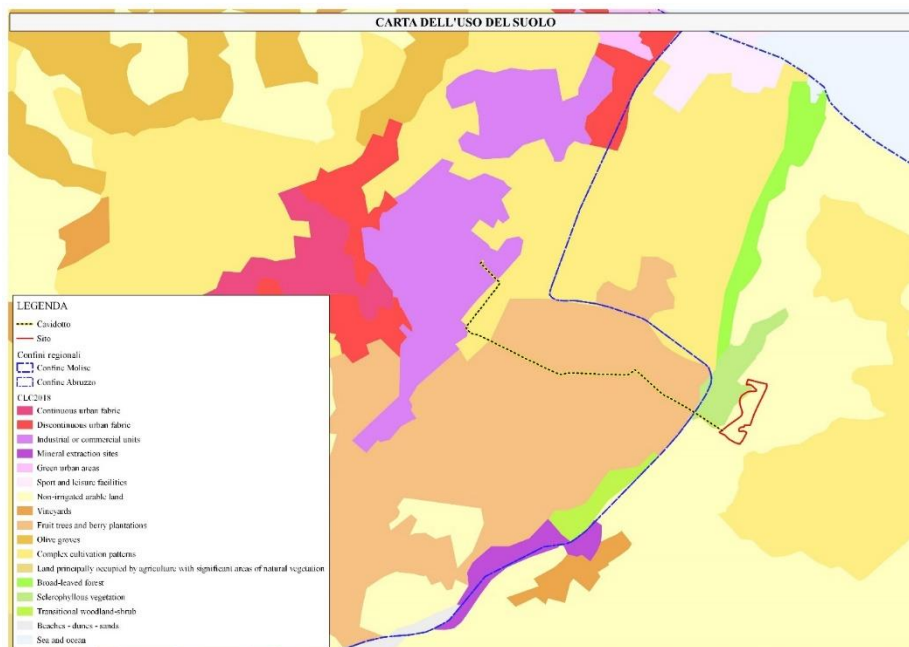 CARTA DELL'USO DEL SUOLO
LEGENDA
Cavidotto
Sito
Confini regionali
Confine Molise
Confine Abruzzo
CLC2018
Continuous urban fabric
Discontinuous urban fabric
Industrial or commercial units
Mineral extraction sites
Green urban areas
Sport and leisure facilities
Non-irrigated arable land
Vineyards
Fruit trees and berry plantations
Olive groves
Complex cultivation patterns
Land principally occupied by agriculture with significant areas of natural vegetation
Broad-leaved forest
Sclerophyllous vegetation
Transitional woodland-shrub
Beaches - dunes - sands
Sea and ocean